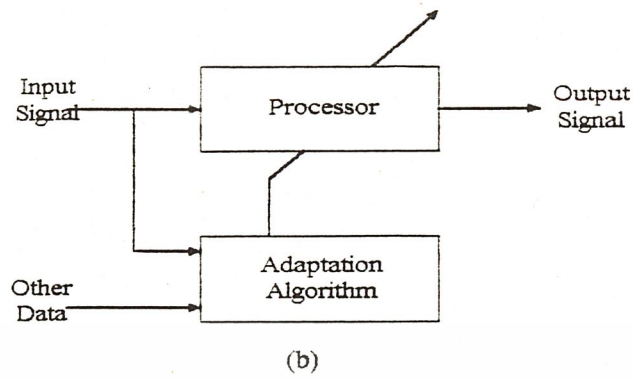 Input
Signal
Processor
Output
Signal
Adaptation
Algorithm
Other
Data
(b)